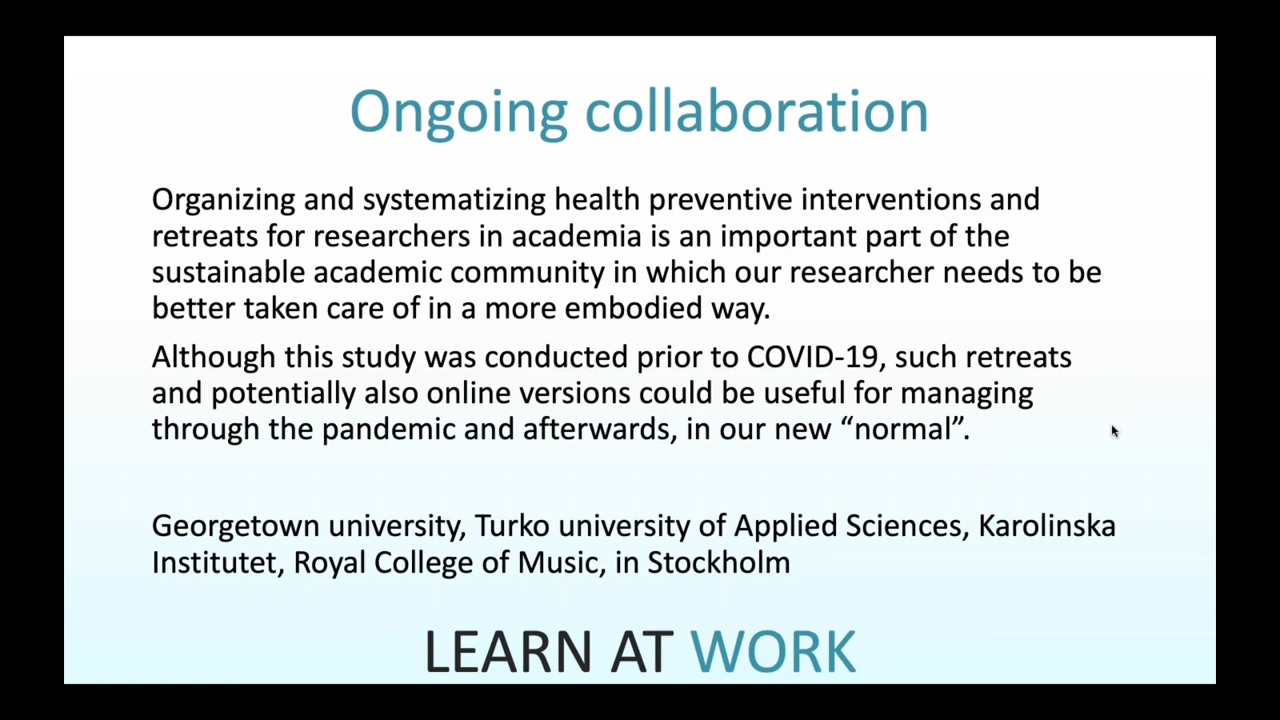 Ongoing collaboration
Organizing and systematizing health preventive interventions and
retreats for researchers in academia is an important part of the
sustainable academic community in which our researcher needs to be
better taken care of in a more embodied way.
Although this study was conducted prior to COVID-19, such retreats
and potentially also online versions could be useful for managing
through the pandemic and afterwards, in our new “normal”.
Georgetown university, Turko university of Applied Sciences, Karolinska
Institutet, Royal College of Music, in Stockholm
LEARN AT WORK